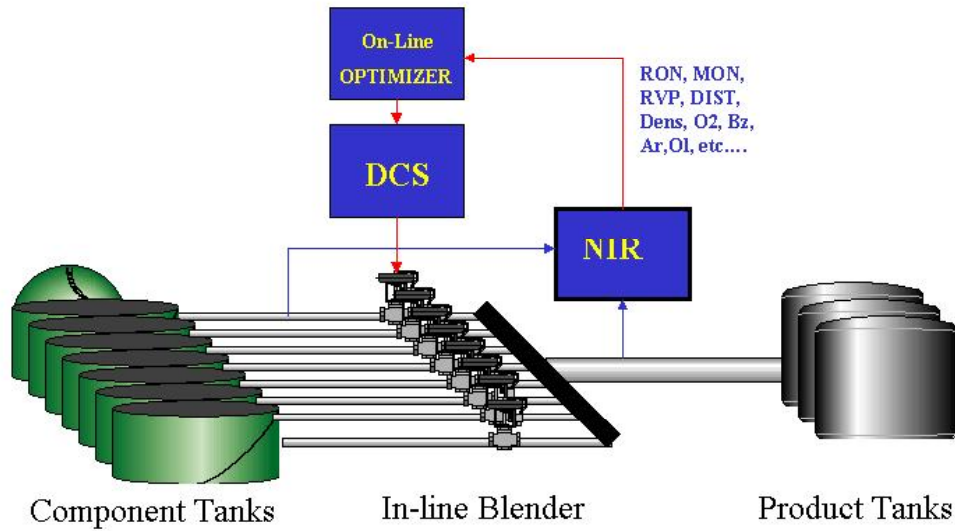 On-Line
OPTIMIZER
RON, MON,
RVP, DIST,
Dens, O2, Bz,
Ar,Ol, etc....
DCS
NIR
Component Tanks
In-line Blender
Product Tanks